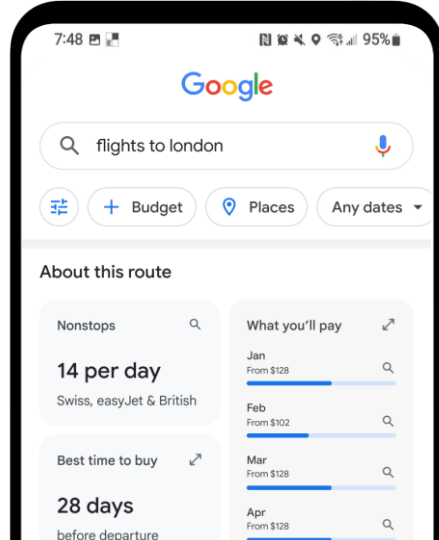 7:48
95%
Google
flights to london
Budget
Places
Any dates
About this route
Nonstops
14 per day
Swiss, easyJet & British
Best time to buy
28 days
before departure
What you'll pay
Jan
From $128
Feb
From $102
Mar
From $128
Apr
From $128